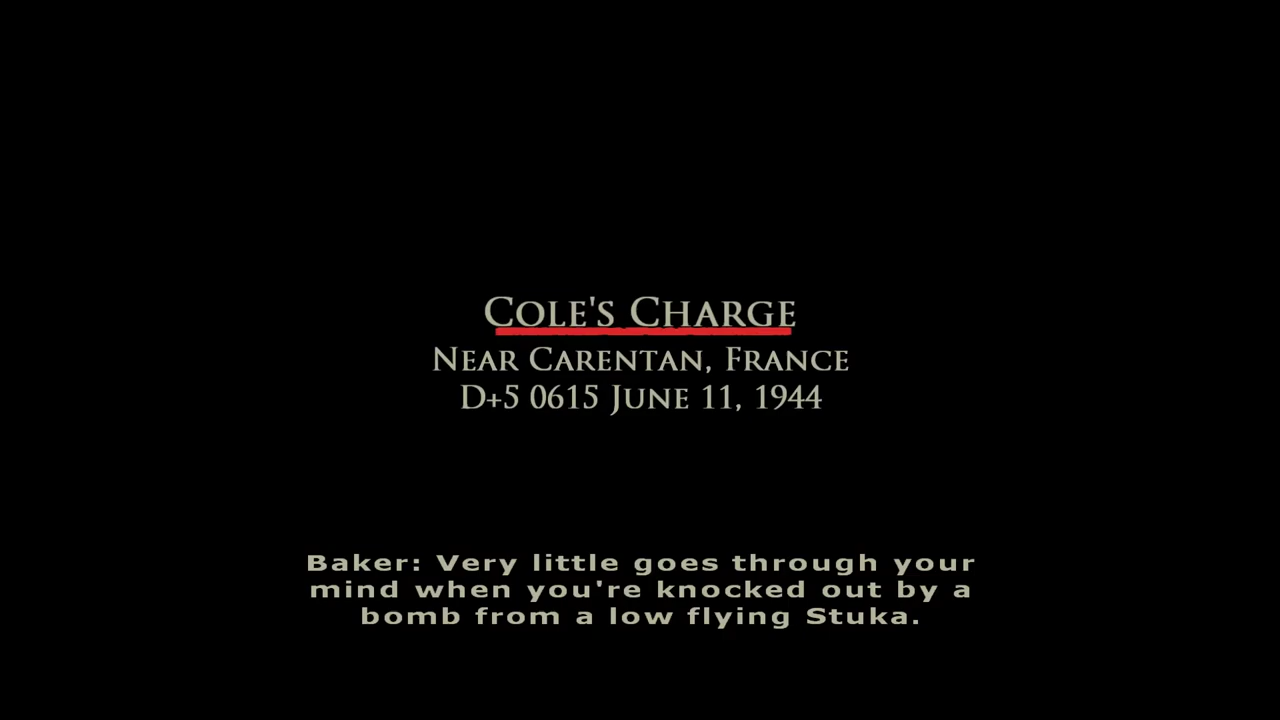 Cole's Charge
Near Carentan, France
D+5 0615 June 11, 1944
Baker: Very little goes through your
mind when you're knocked out by a
bomb from a low flying Stuka.